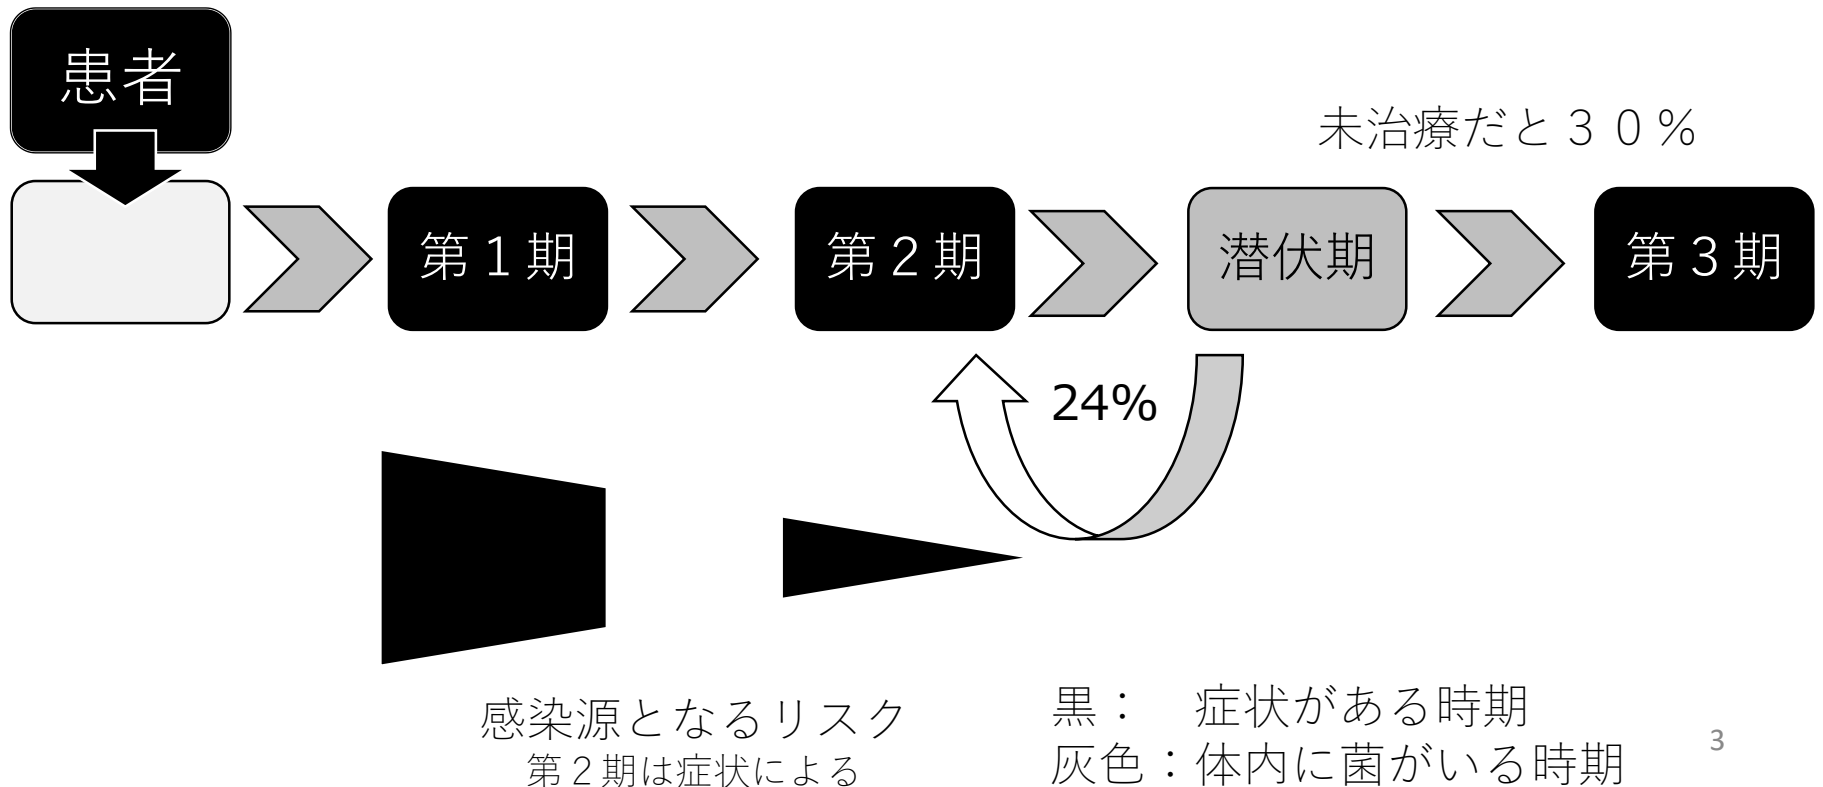 患者
未治療だと３０％
第１期
第２期
潜伏期
第３期
24%
感染源となるリスク
第２期は症状による
黒：　症状がある時期
灰色：体内に菌がいる時期
3